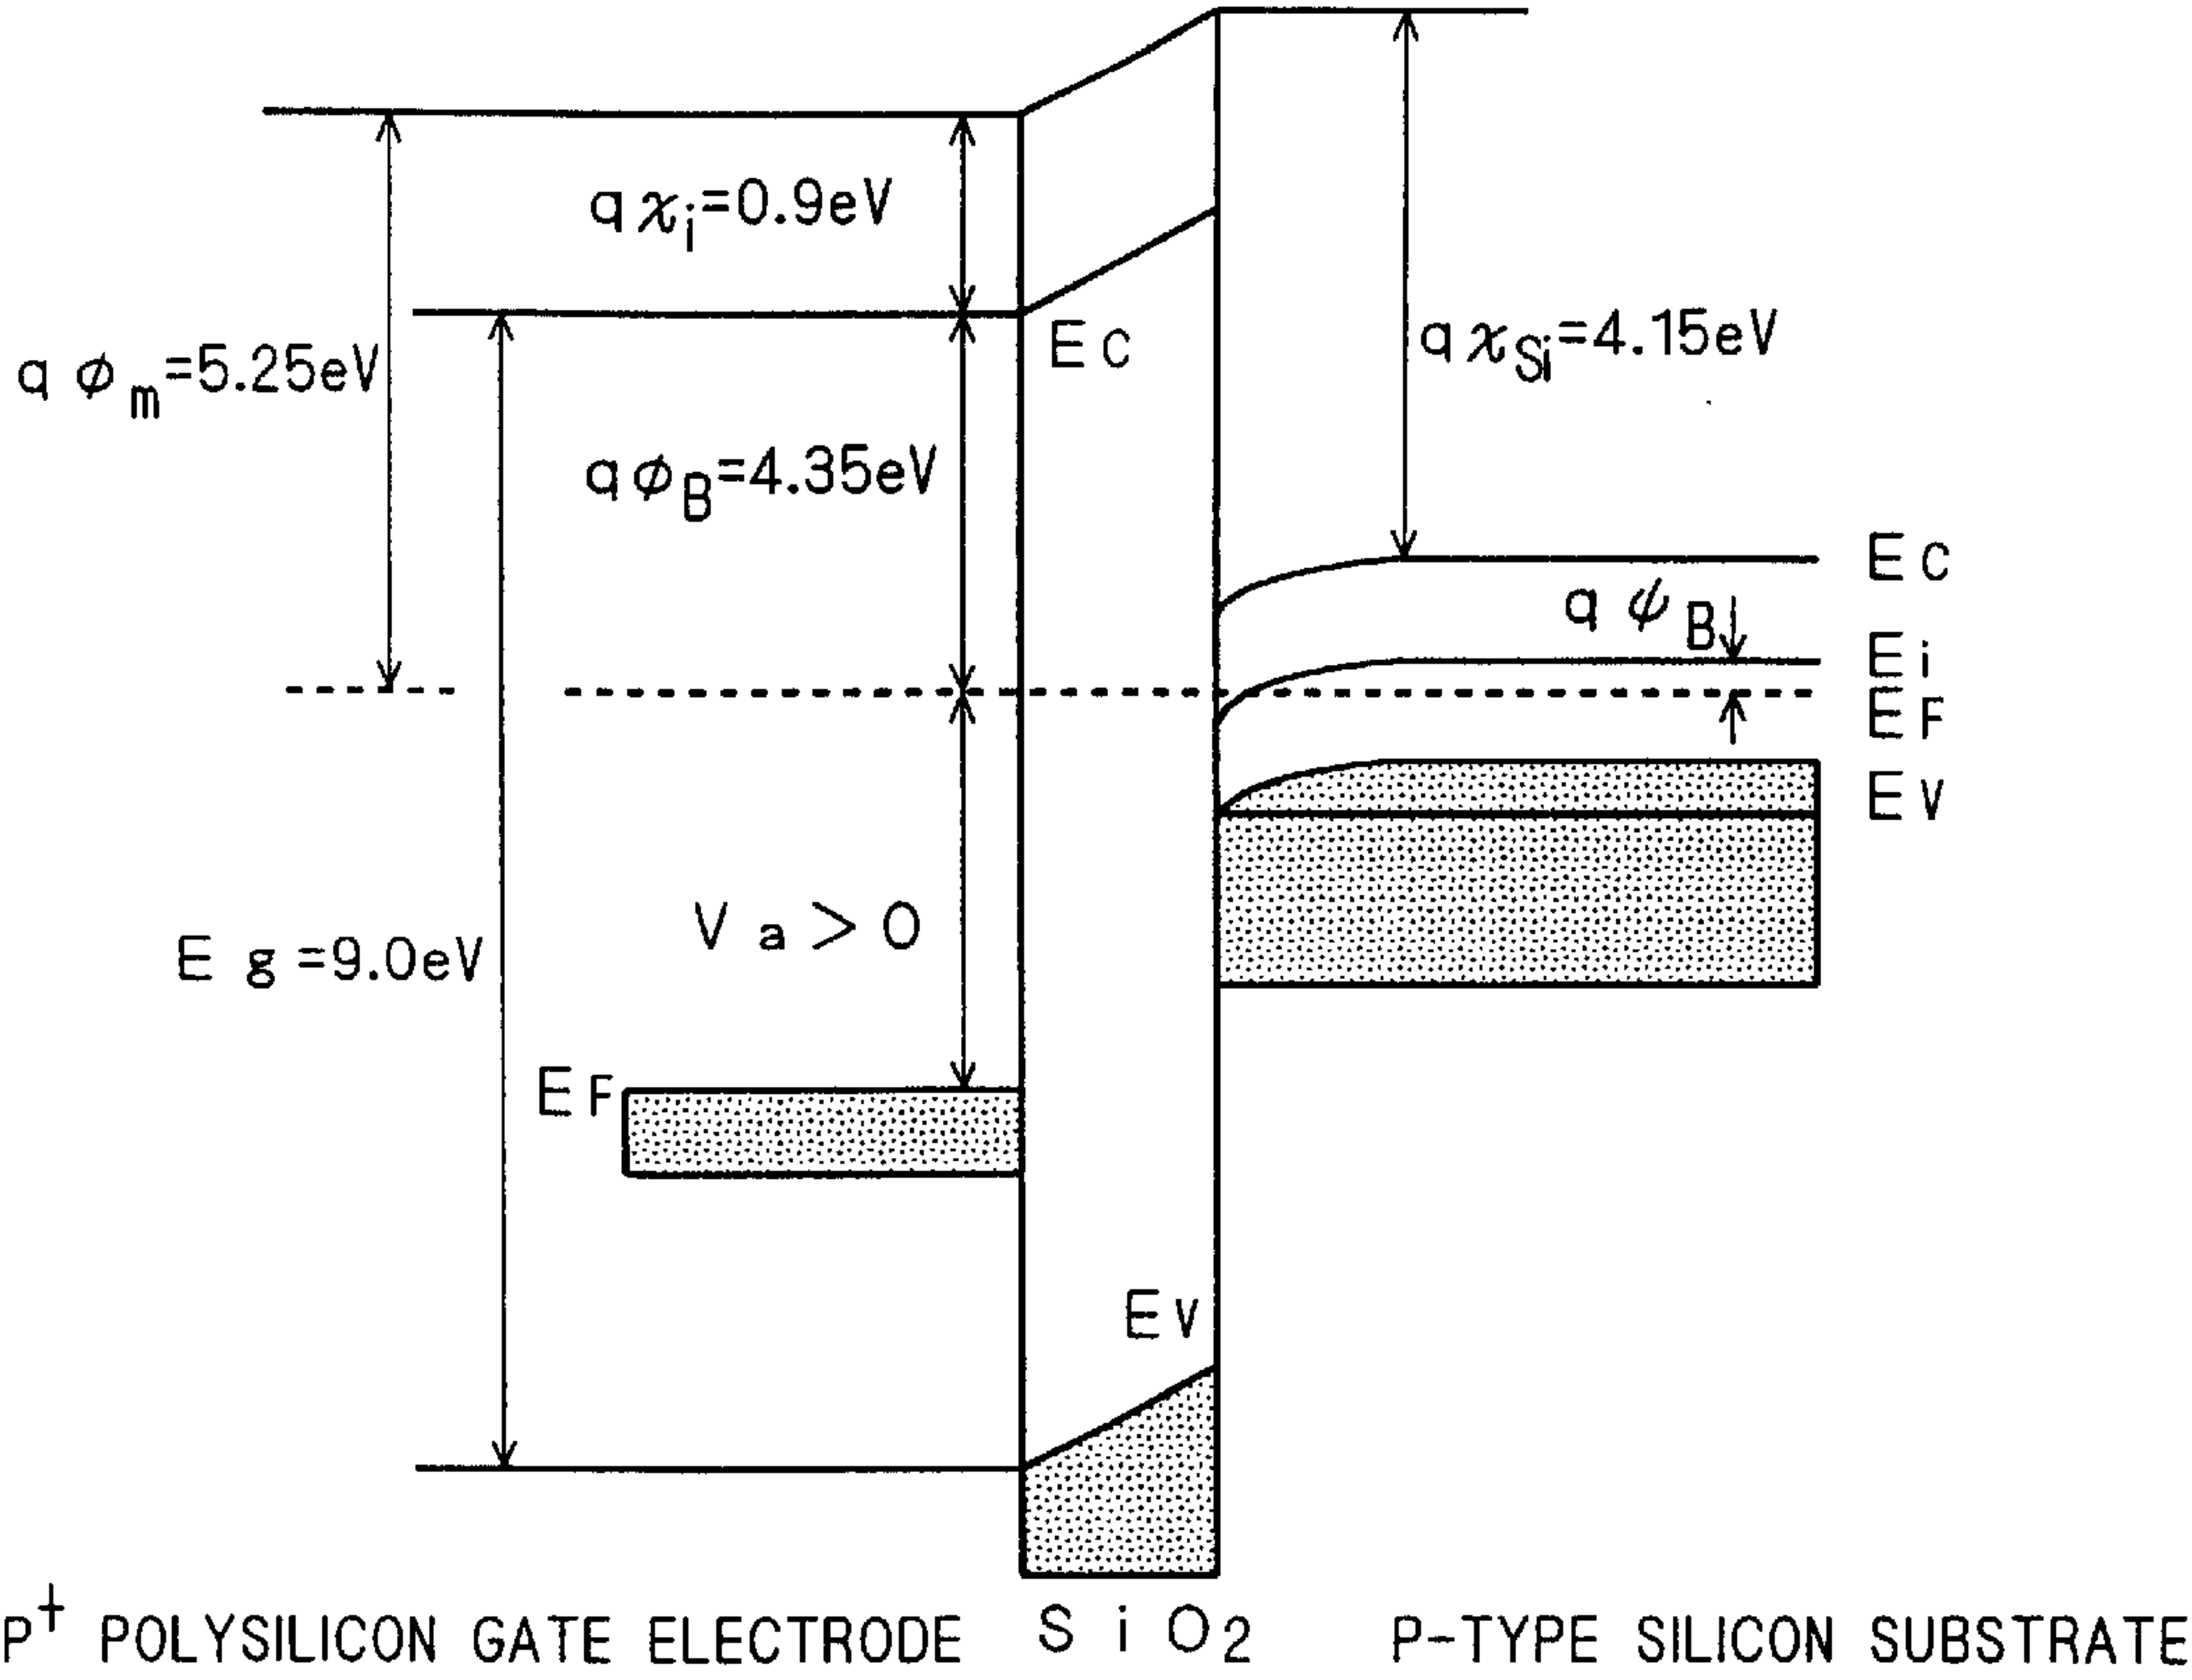 qχi=0.9eV
EC
qχSi=4.15eV
qϕm=5.25eV
qϕB=4.35eV
EC
qψB
Ei
EF
EV
Va>0
Eg=9.0eV
EF
EV
P+ POLYSILICON GATE ELECTRODE
SiO2
P-TYPE SILICON SUBSTRATE